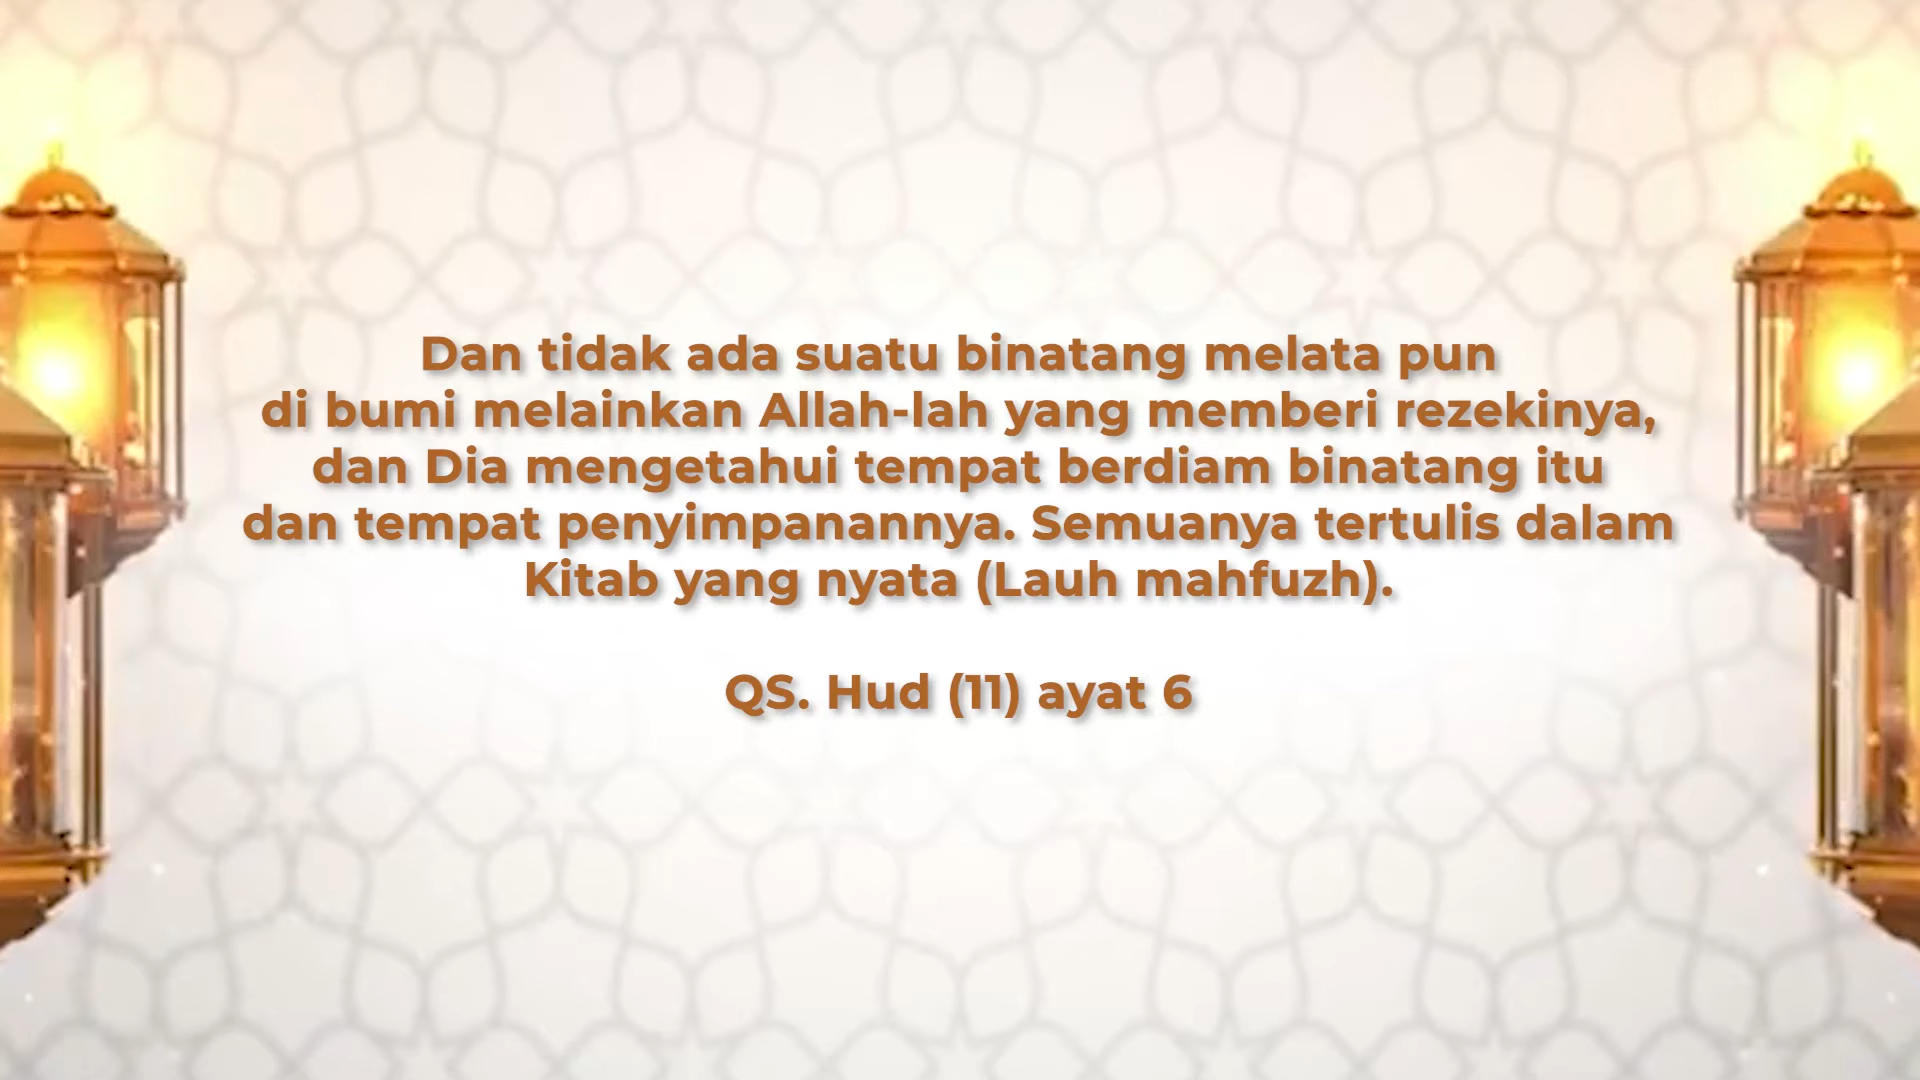 Dan tidak ada suatu binatang melata pun
di bumi melainkan Allah-lah yang memberi rezekinya,
dan Dia mengetahui tempat berdiam binatang itu
dan tempat penyimpanannya. Semuanya tertulis dalam
Kitab yang nyata (Lauh mahfuzh).
QS. Hud (11) ayat 6